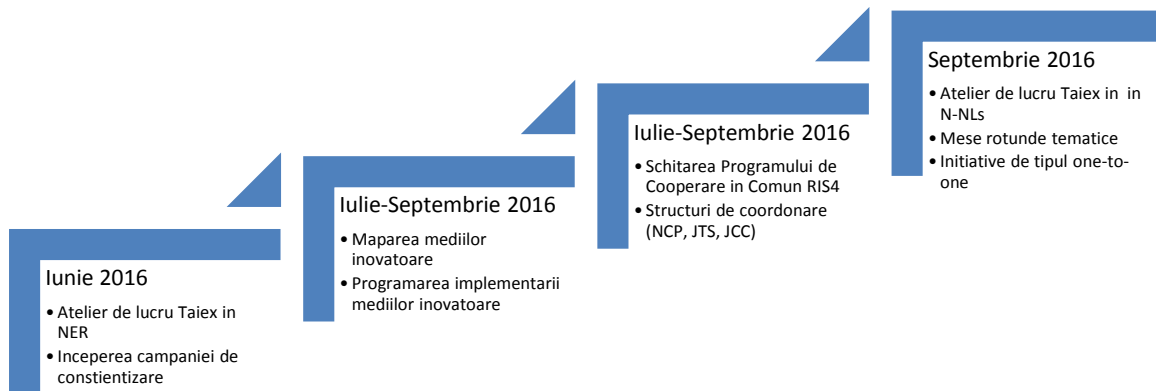 Iunie 2016
• Atelier de lucru Taiex in
NER
• Inceperea campaniei de
constientizare
Iulie-Septembrie 2016
• Maparea mediilor
inovatoare
• Programarea implementarii
mediilor inovatoare
Iulie-Septembrie 2016
• Schitarea Programului de
Cooperare in Comun RIS4
• Structuri de coordonare
(NCP, JTS, JCC)
Septembrie 2016
• Atelier de lucru Taiex in in
N-NLs
• Mese rotunde tematice
• Initiative de tipul one-to-
one